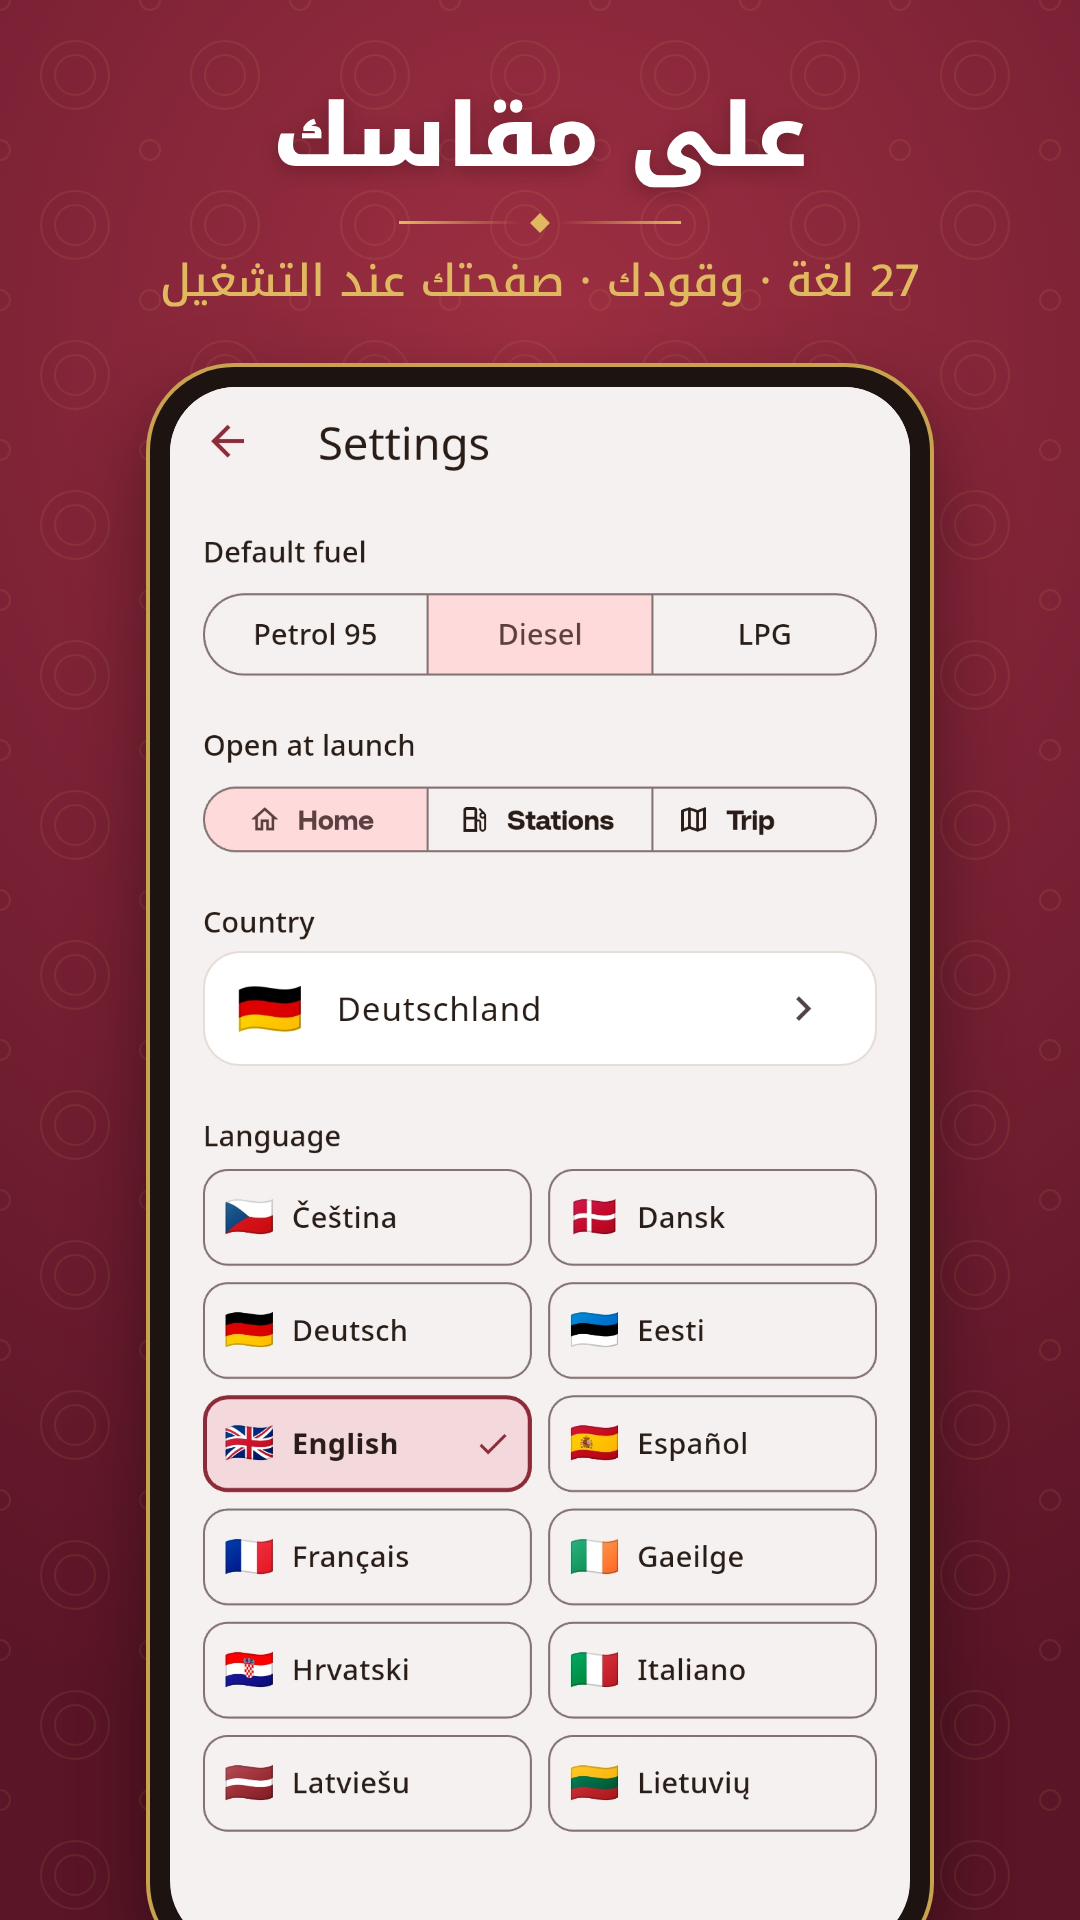 على مقاسك
27 لغة · وقودك · صفحتك عند التشغيل
Settings
Default fuel
Petrol 95 Diesel LPG
Open at launch
Home Stations Trip
Country
Deutschland
Language
Čeština Dansk
Deutsch Eesti
English Español
Français Gaeilge
Hrvatski Italiano
Latviešu Lietuvių